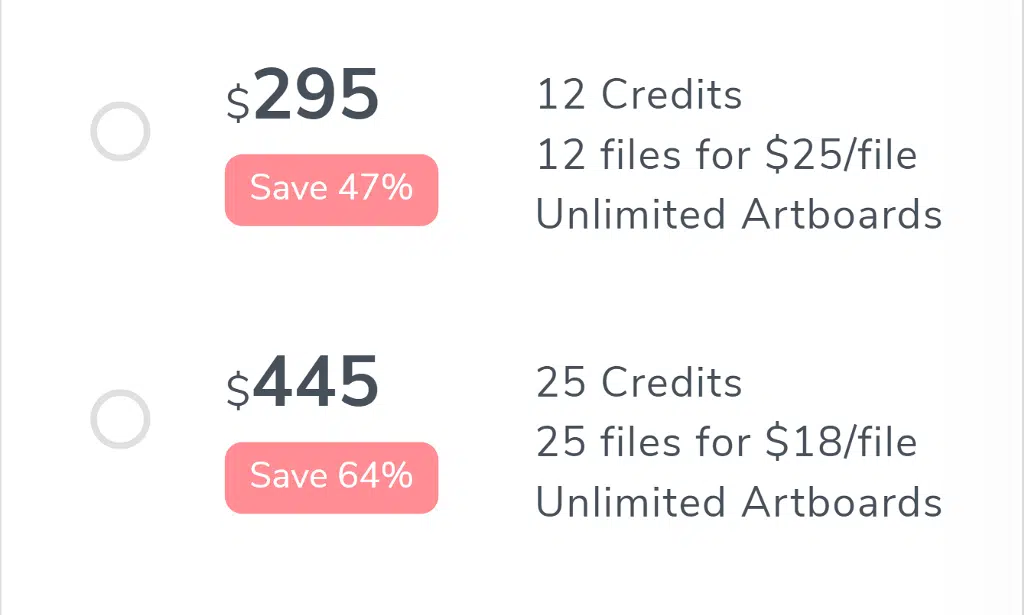 $295
Save 47%
12 Credits
12 files for $25/file
Unlimited Artboards
$445
Save 64%
25 Credits
25 files for $18/file
Unlimited Artboards